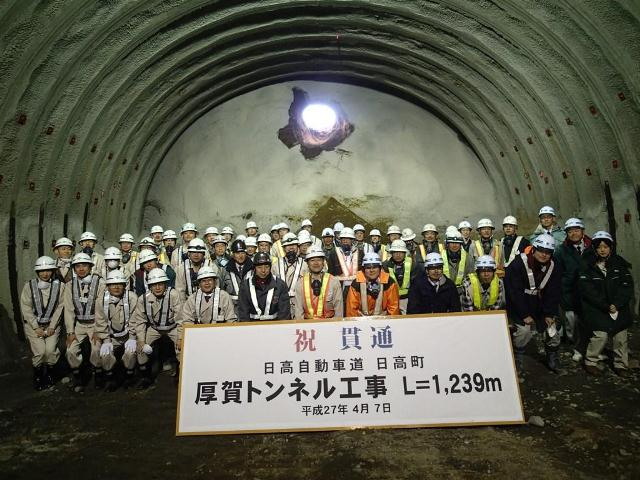 祝 貫通
日高自動車道 日高町
厚賀トンネル工事 L=1,239m
平成27年 4月 7日